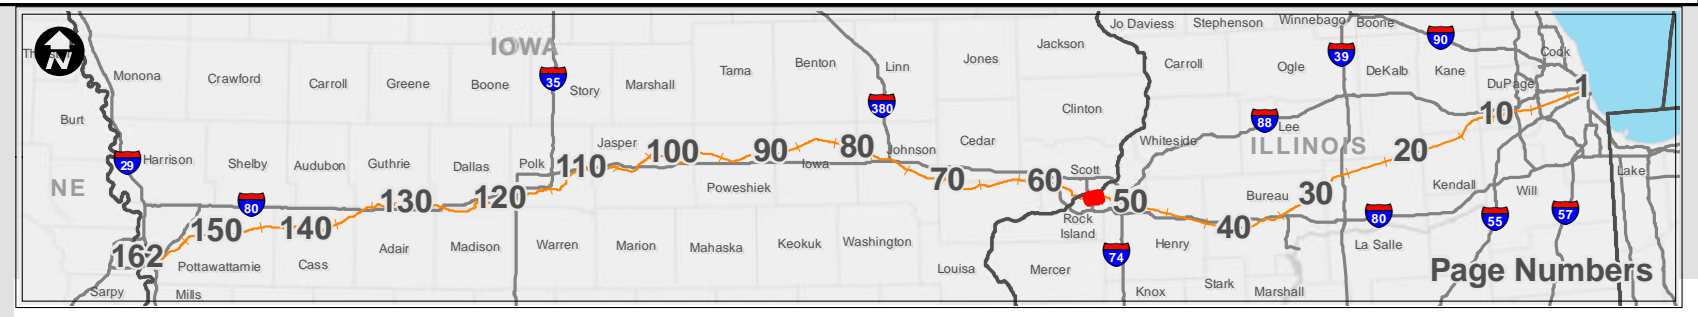 Jo Daviess Stephenson Winnebago Boone
IOWA
Jackson
39
90
Cook
N
Monona Crawford Carroll Greene Boone
35
Story Marshall Tama Benton Linn Jones
Carroll Ogle DeKalb Kane DuPage
1
380
Clinton
10
Burt
88
Lee
Whiteside
ILLINOIS
20
29
Harrison Shelby Audubon Guthrie Dallas Polk
Jasper
110 100 90 80
Iowa
Johnson
Cedar
Scott
NE
80
162 150 140 130 120
Poweshiek
70 60 50 40 30
Bureau
Kendall
Will
Lake
Rock
Island
80
55
57
La Salle
Pottawattamie Cass Adair Madison Warren Marion Mahaska Keokuk Washington
Louisa Mercer
74
Henry
Sarpy Mills
Knox Stark Marshall
Page Numbers